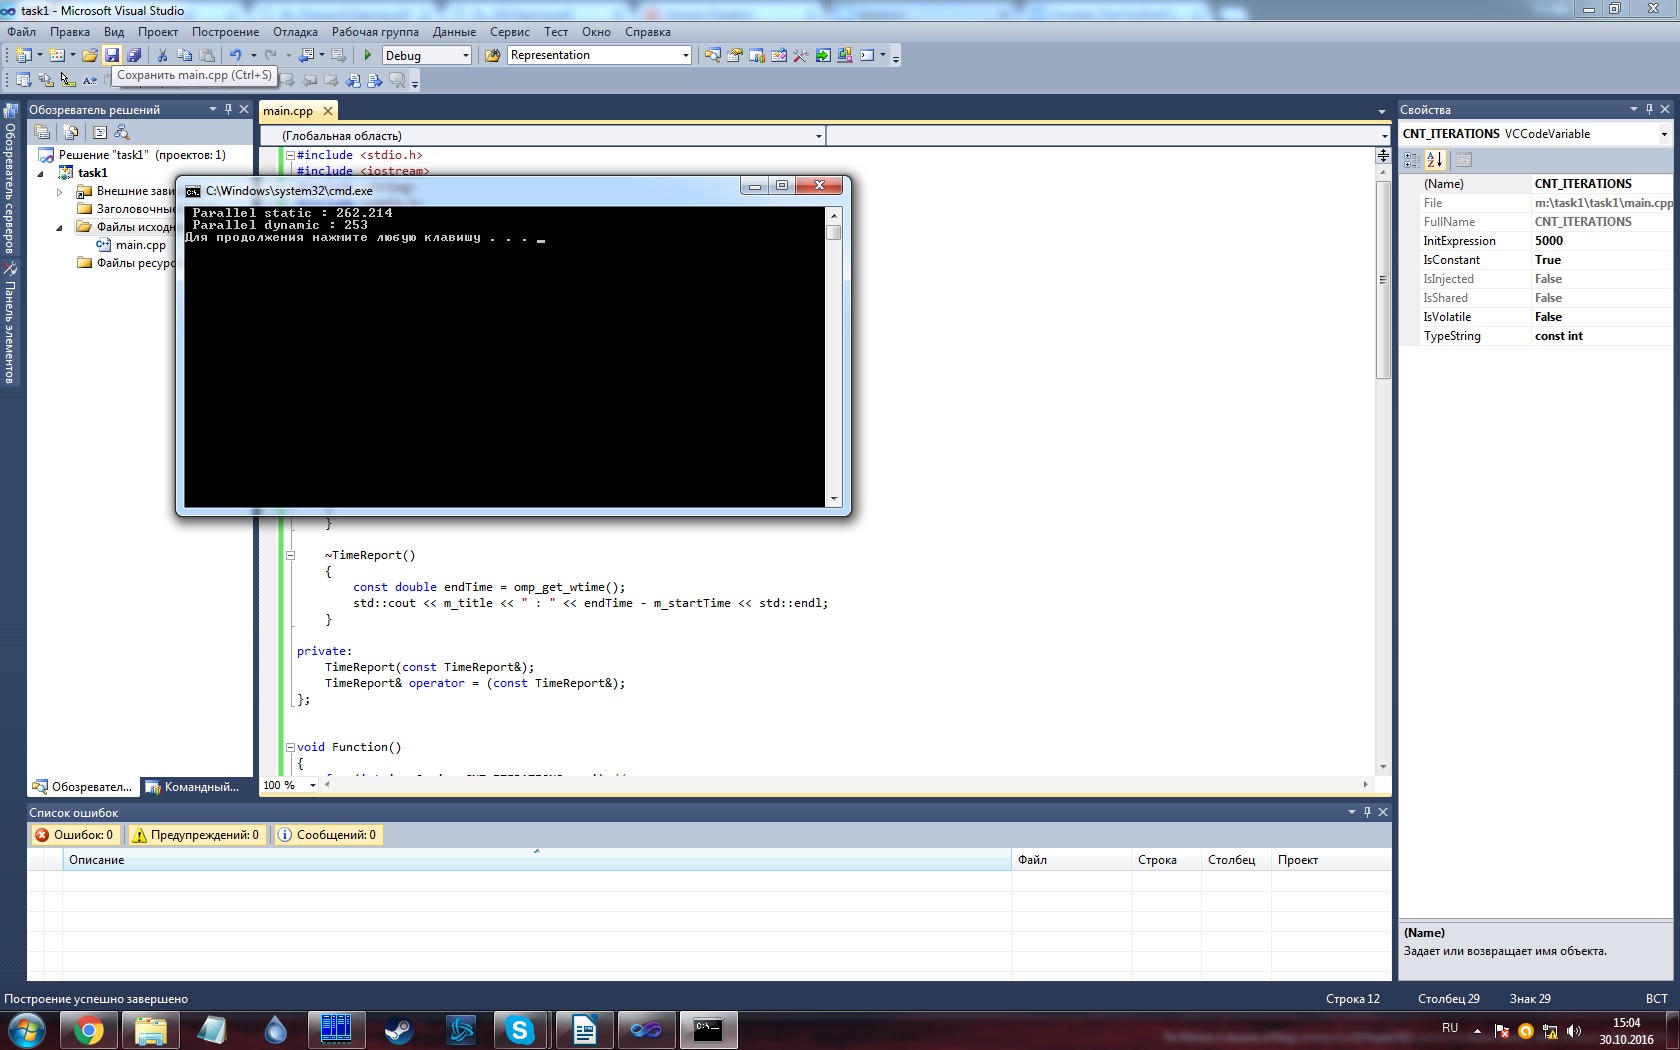 task1 - Microsoft Visual Studio
Файл Правка Вид Проект Построение Отладка Рабочая группа Данные Сервис Тест Окно Справка
Debug Representation
Сохранить main.cpp (Ctrl+S)
Обозреватель серверов
Панель элементов
Обозреватель решений
Решение "task1" (проектов: 1)
task1
Внешние зави
Заголовочные
Файлы исходн
main.cpp
Файлы ресурс
Обозревател... Командный...
main.cpp
(Глобальная область)
#include <stdio.h>
#include <iostream>
C:\Windows\system32\cmd.exe
Parallel static : 262.214
Parallel dynamic : 253
Для продолжения нажмите любую клавишу . . . _
}
~TimeReport()
{
const double endTime = omp_get_wtime();
std::cout << m_title << " : " << endTime - m_startTime << std::endl;
}
private:
TimeReport(const TimeReport&);
TimeReport& operator = (const TimeReport&);
};
void Function()
{
100 %
Свойства
CNT_ITERATIONS VCCodeVariable
(Name) CNT_ITERATIONS
File m:\task1\task1\main.cpp
FullName CNT_ITERATIONS
InitExpression 5000
IsConstant True
IsInjected False
IsShared False
IsVolatile False
TypeString const int
(Name)
Задает или возвращает имя объекта.
Список ошибок
Ошибок: 0 Предупреждений: 0 Сообщений: 0
Описание Файл Строка Столбец Проект
Построение успешно завершено Строка 12 Столбец 29 Знак 29 ВСТ
RU 15:04
30.10.2016